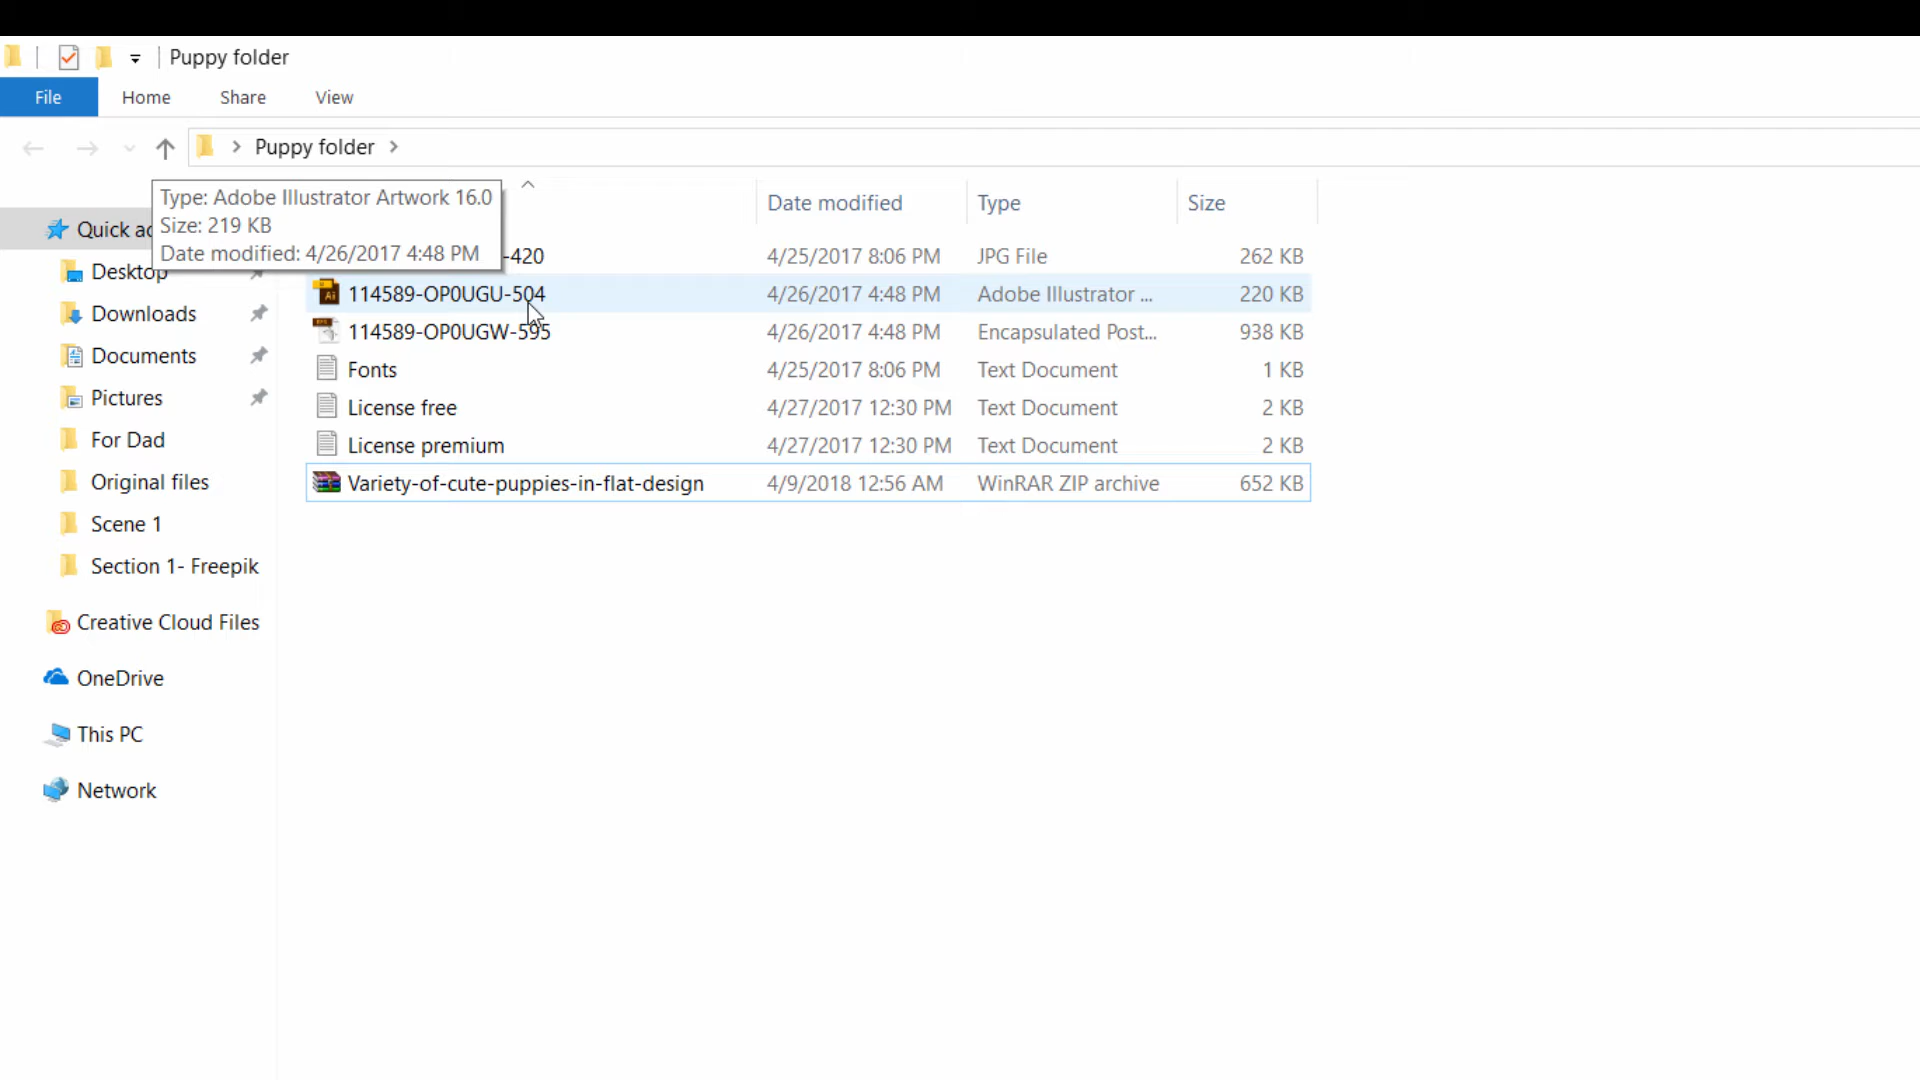 Puppy folder
File Home Share View
Puppy folder
Type: Adobe Illustrator Artwork 16.0
Size: 219 KB
Date modified: 4/26/2017 4:48 PM
Date modified Type Size
Quick ac
Desktop
Downloads
Documents
Pictures
For Dad
Original files
Scene 1
Section 1- Freepik
Creative Cloud Files
OneDrive
This PC
Network
-420 4/25/2017 8:06 PM JPG File 262 KB
114589-OP0UGU-504 4/26/2017 4:48 PM Adobe Illustrator ... 220 KB
114589-OP0UGW-595 4/26/2017 4:48 PM Encapsulated Post... 938 KB
Fonts 4/25/2017 8:06 PM Text Document 1 KB
License free 4/27/2017 12:30 PM Text Document 2 KB
License premium 4/27/2017 12:30 PM Text Document 2 KB
Variety-of-cute-puppies-in-flat-design 4/9/2018 12:56 AM WinRAR ZIP archive 652 KB